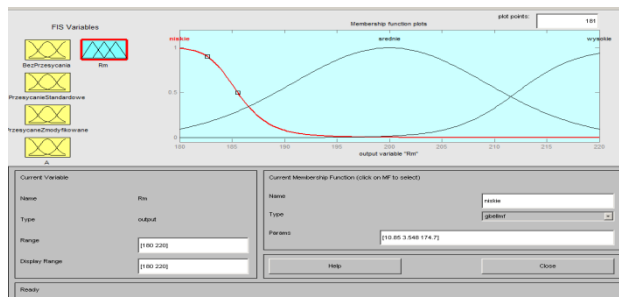 FIS Variables
Membership function plots
plot points:
181
BezPrzesycania
Rm
PrzesycanieStandardowe
PrzesycaneZmodyfikowane
A
niskie
srednie
wysokie
1
0.5
0
180
185
190
195
200
205
210
215
220
output variable "Rm"
Current Variable
Name
Rm
Type
output
Range
[180 220]
Display Range
[180 220]
Current Membership Function (click on MF to select)
Name
niskie
Type
gbellmf
Params
[10.85 3.548 174.7]
Help
Close
Ready